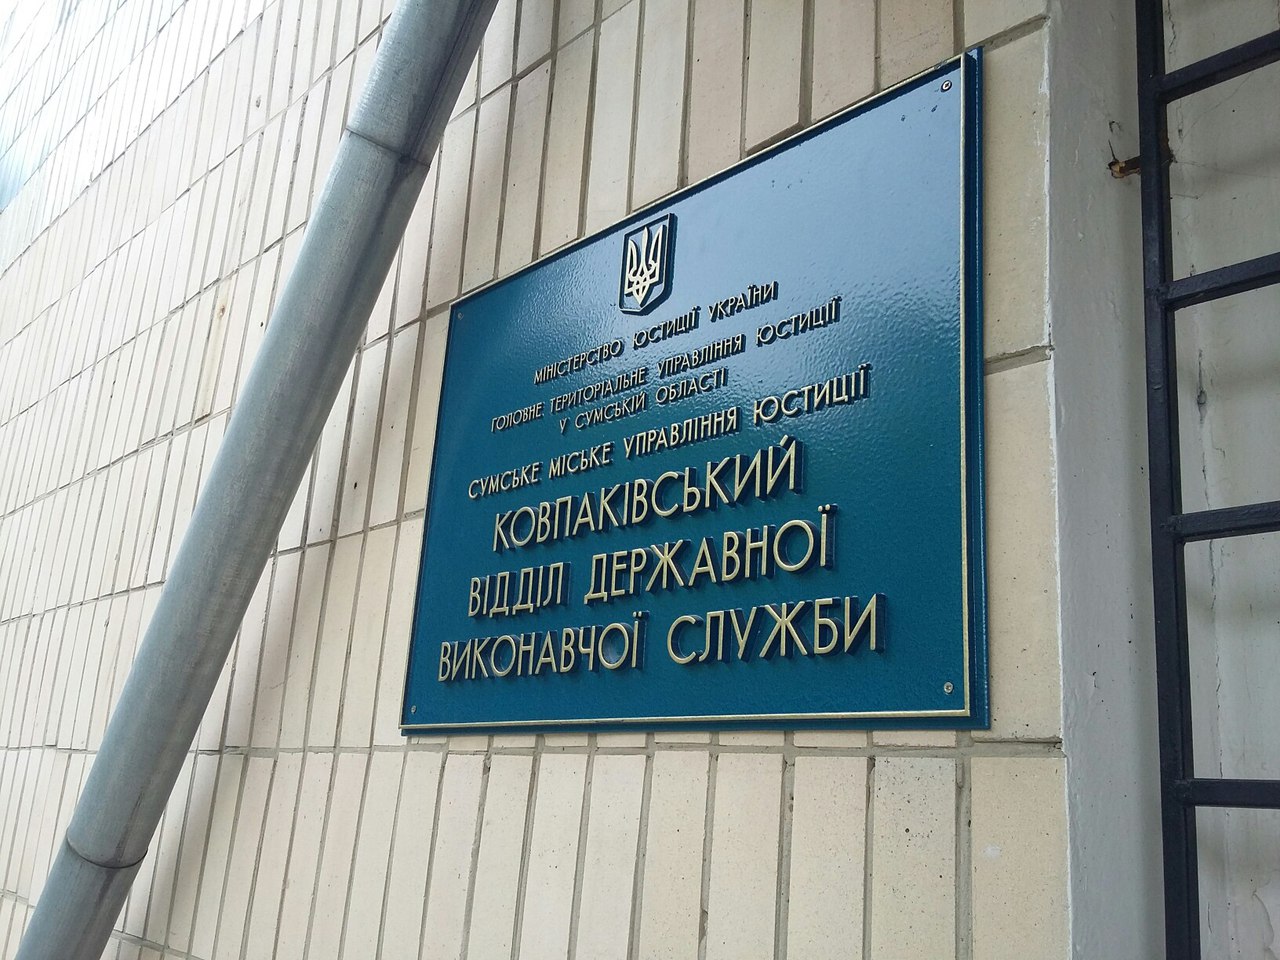 МІНІСТЕРСТВО ЮСТИЦІЇ УКРАЇНИ
ГОЛОВНЕ ТЕРИТОРІАЛЬНЕ УПРАВЛІННЯ ЮСТИЦІЇ
У СУМСЬКІЙ ОБЛАСТІ
СУМСЬКЕ МІСЬКЕ УПРАВЛІННЯ ЮСТИЦІЇ
КОВПАКІВСЬКИЙ
ВІДДІЛ ДЕРЖАВНОЇ
ВИКОНАВЧОЇ СЛУЖБИ